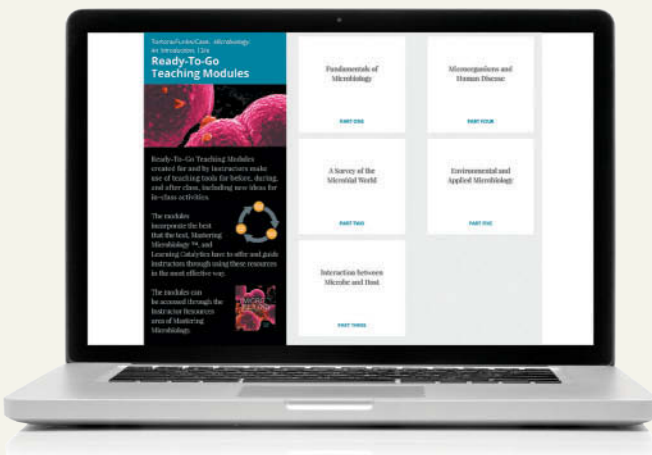 Tortora/Funke/Case, Microbiology:
An Introduction, 13/e
Ready-To-Go
Teaching Modules
Ready-To-Go Teaching Modules
created for and by instructors make
use of teaching tools for before, during,
and after class, including new ideas for
in-class activities.
The modules
incorporate the best
that the text, Mastering
Microbiology ™, and
Learning Catalytics have to offer and guide
instructors through using these resources
in the most effective way.
The modules can
be accessed through the
Instructor Resources
area of Mastering
Microbiology.
MICRO
BIOLOGY
Fundamentals of
Microbiology
PART ONE
Microorganisms and
Human Disease
PART FOUR
A Survey of the
Microbial World
PART TWO
Environmental and
Applied Microbiology
PART FIVE
Interaction between
Microbe and Host
PART THREE